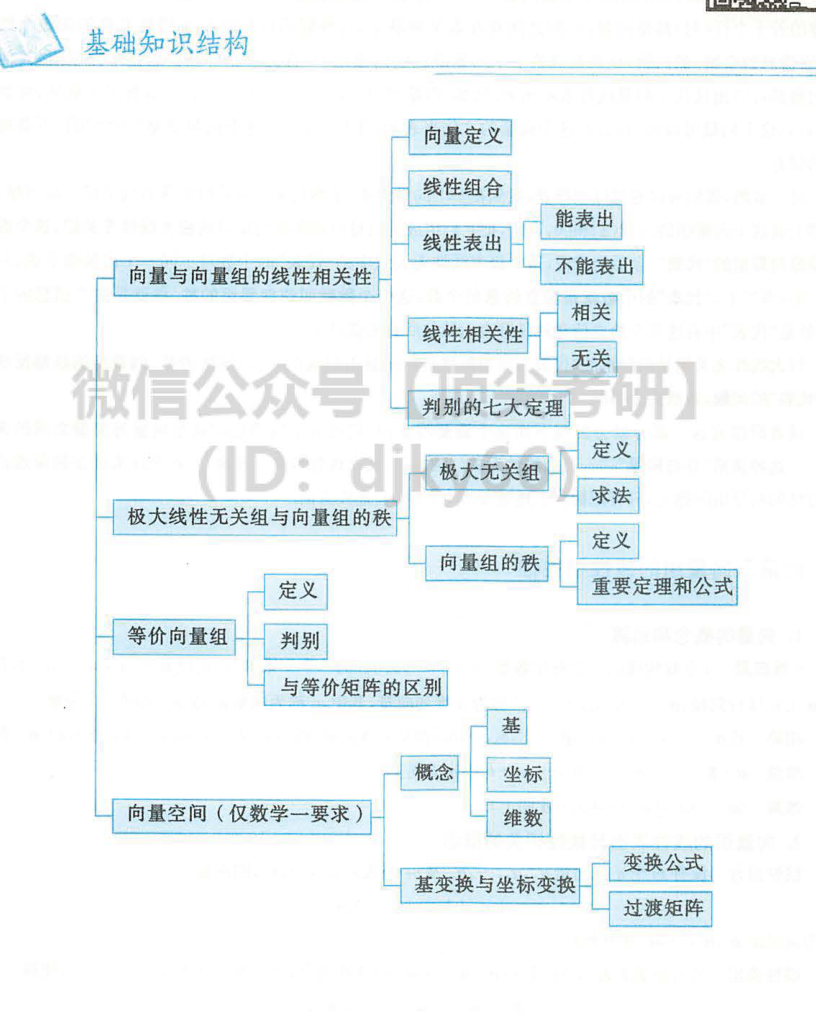 基础知识结构
向量与向量组的线性相关性
向量定义
线性组合
线性表出
能表出
不能表出
线性相关性
相关
无关
判别的七大定理
微信公众号【顶尖考研】
(ID：djky66)
极大线性无关组与向量组的秩
极大无关组
定义
求法
向量组的秩
定义
重要定理和公式
等价向量组
定义
判别
与等价矩阵的区别
向量空间（仅数学一要求）
概念
基
坐标
维数
基变换与坐标变换
变换公式
过渡矩阵